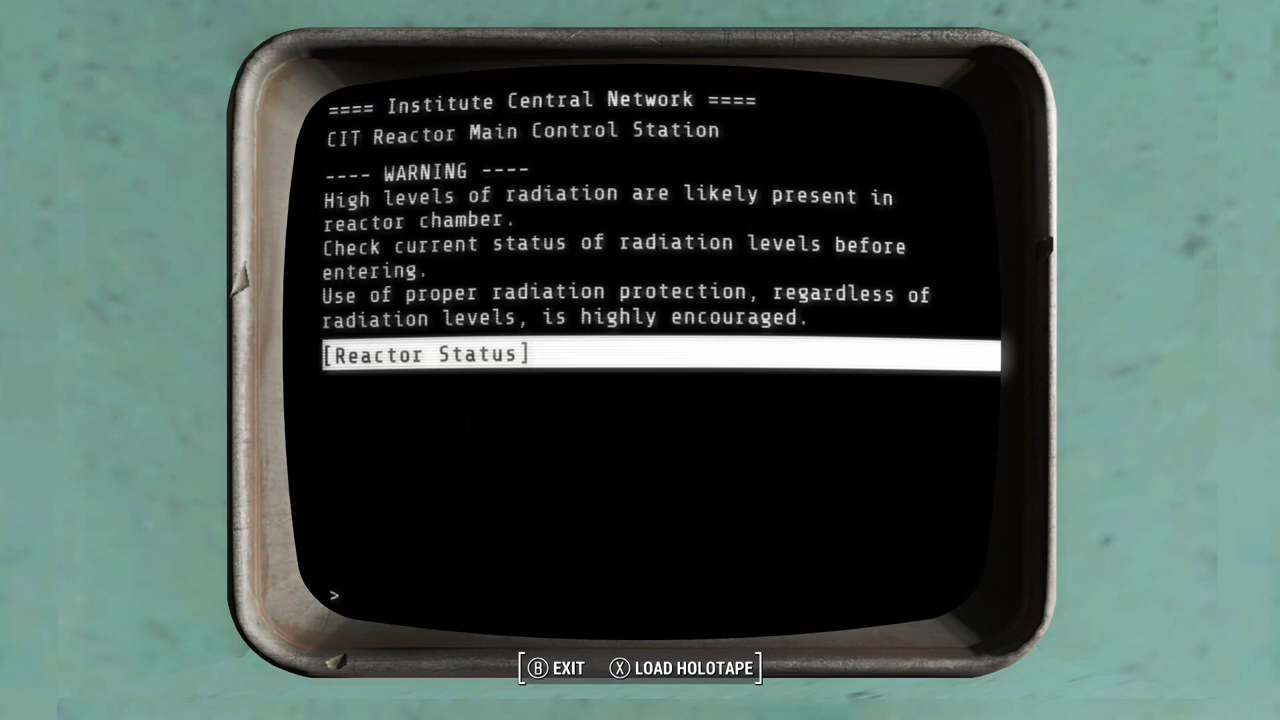 ==== Institute Central Network ====
CIT Reactor Main Control Station
---- WARNING ----
High levels of radiation are likely present in
reactor chamber.
Check current status of radiation levels before
entering.
Use of proper radiation protection, regardless of
radiation levels, is highly encouraged.
[Reactor Status]
>
[Ⓑ EXIT Ⓧ LOAD HOLOTAPE]